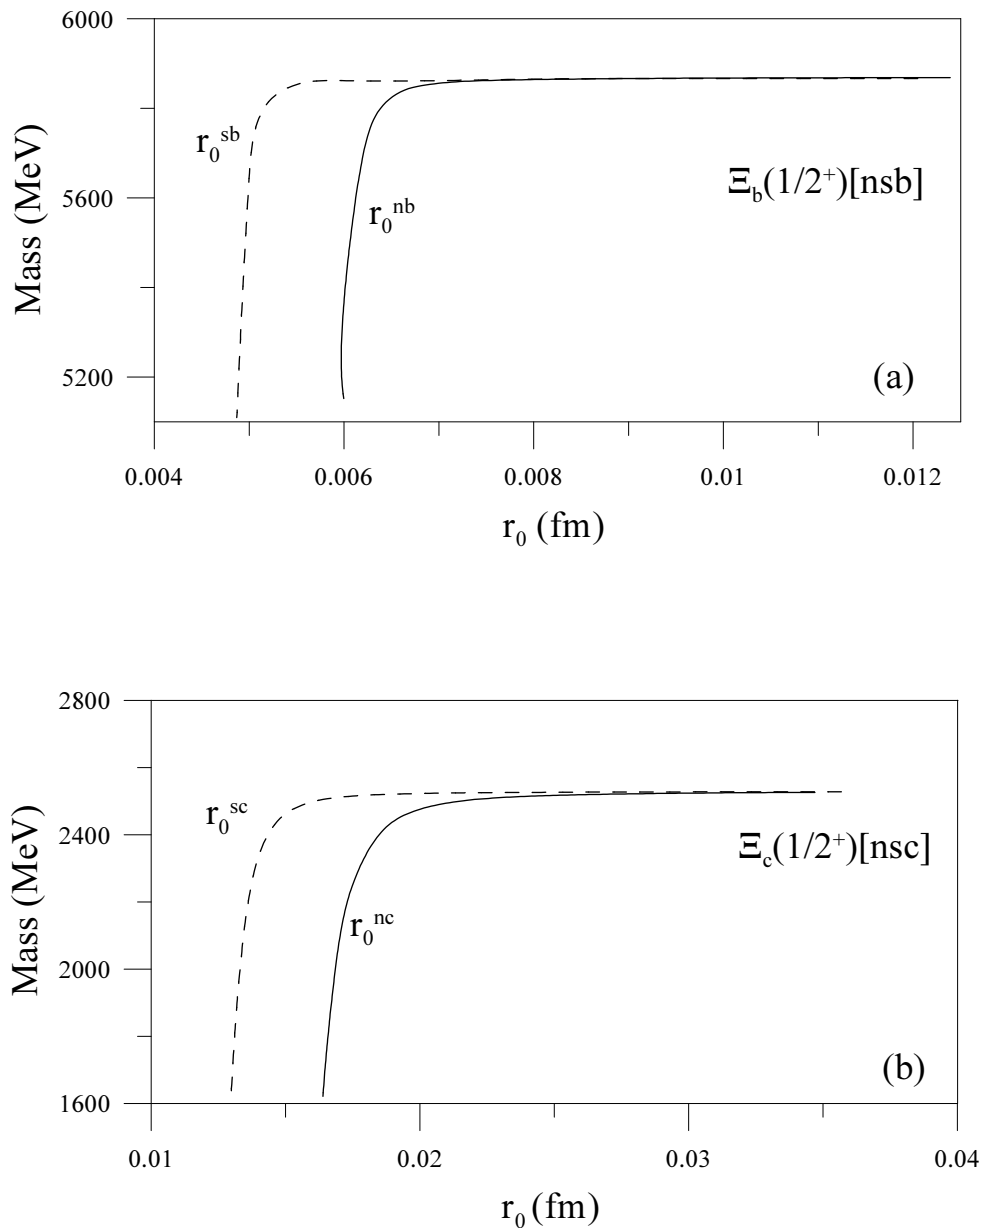 6000
r₀ˢᵇ
5600
Ξ_b(1/2⁺)[nsb]
r₀ⁿᵇ
Mass (MeV)
5200
(a)
0.004 0.006 0.008 0.01 0.012
r₀ (fm)
2800
r₀ˢᶜ
2400
Ξ_c(1/2⁺)[nsc]
r₀ⁿᶜ
Mass (MeV)
2000
(b)
1600
0.01 0.02 0.03 0.04
r₀ (fm)